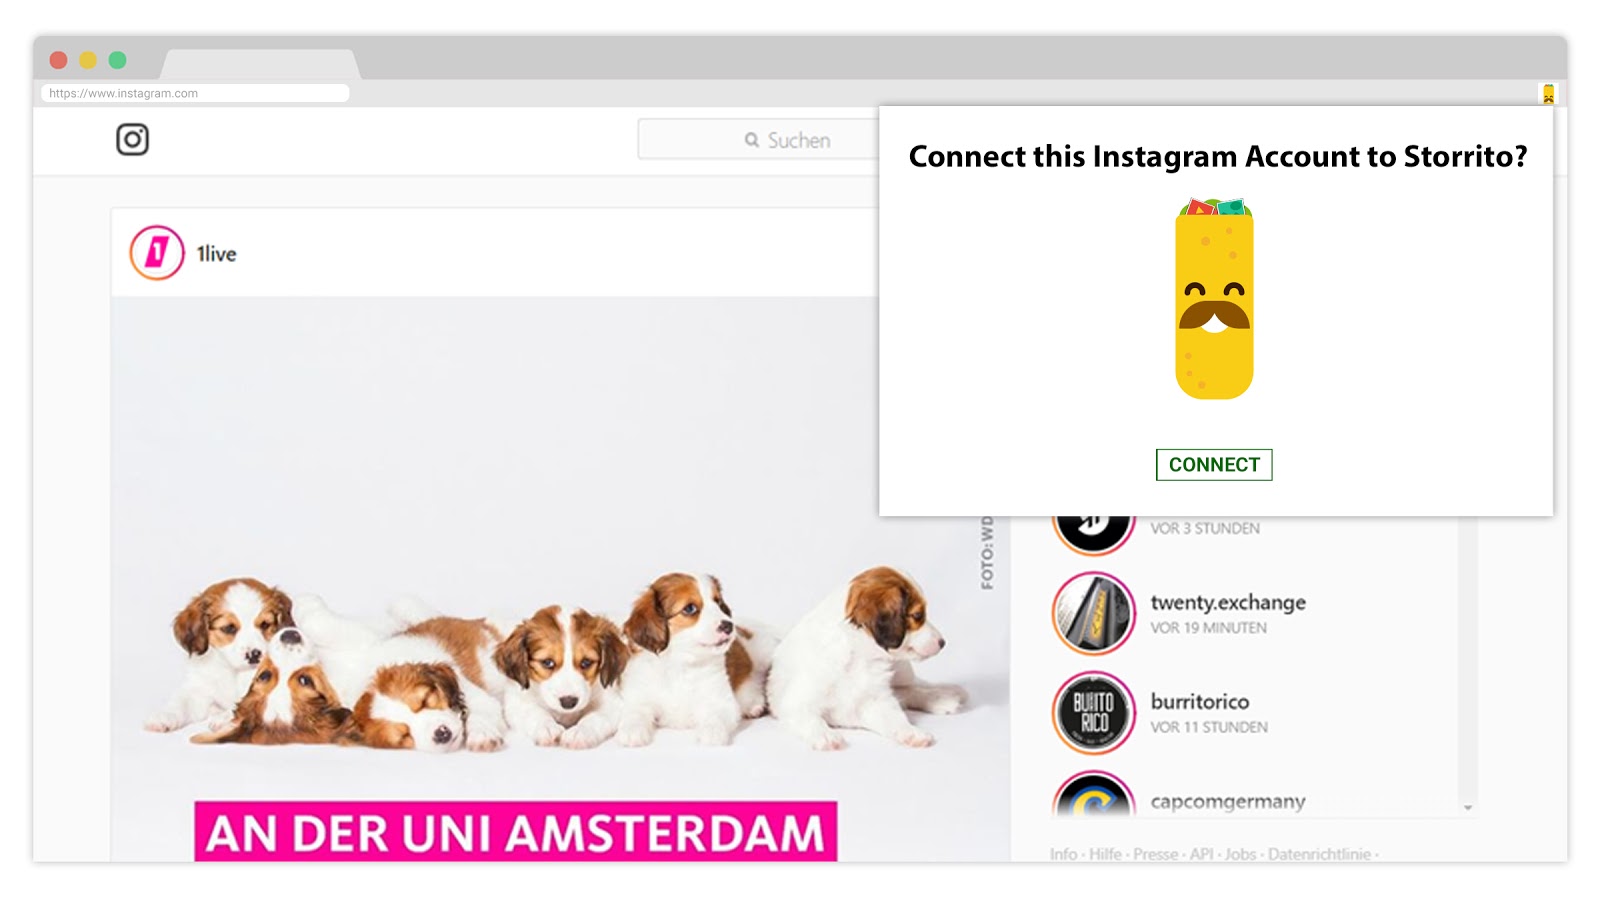 https://www.instagram.com
Suchen
Connect this Instagram Account to Storrito?
CONNECT
1live
FOTO: WD
VOR 3 STUNDEN
twenty.exchange
VOR 19 MINUTEN
BURRITO
RICO
burritorico
VOR 11 STUNDEN
capcomgermany
AN DER UNI AMSTERDAM
Info · Hilfe · Presse · API · Jobs · Datenrichtlinie ·